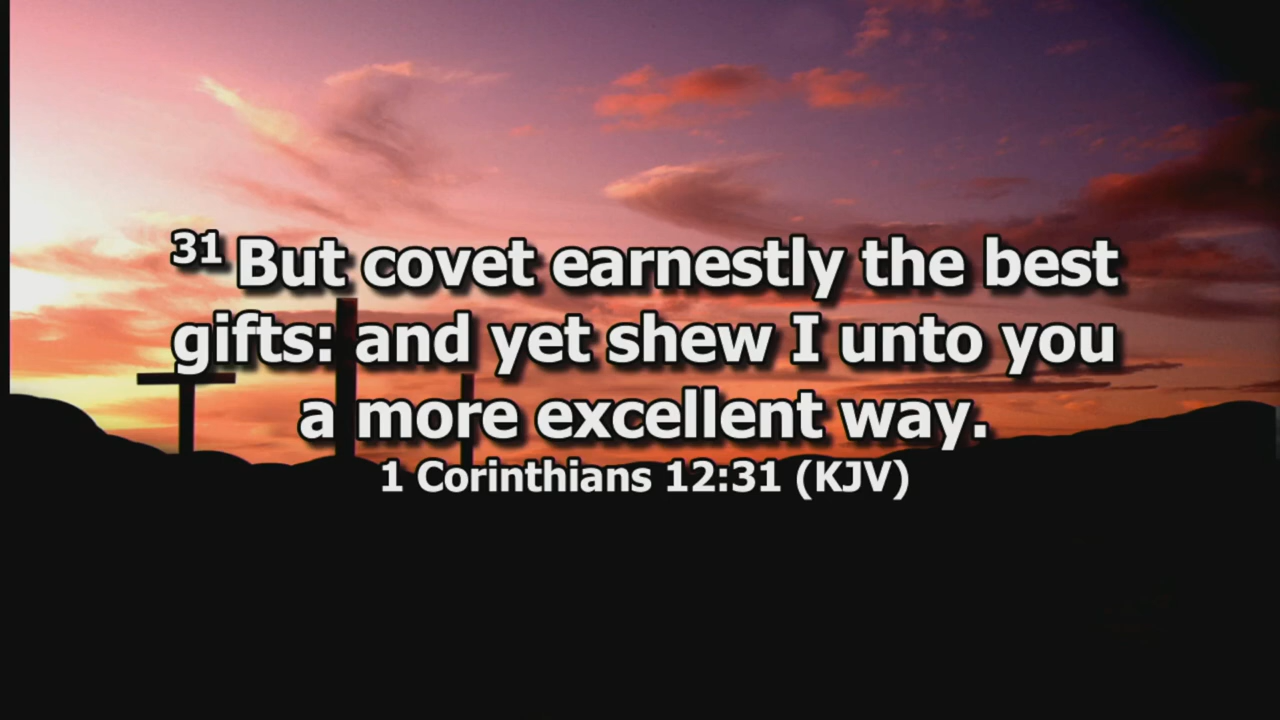 31 But covet earnestly the best
gifts: and yet shew I unto you
a more excellent way.
1 Corinthians 12:31 (KJV)